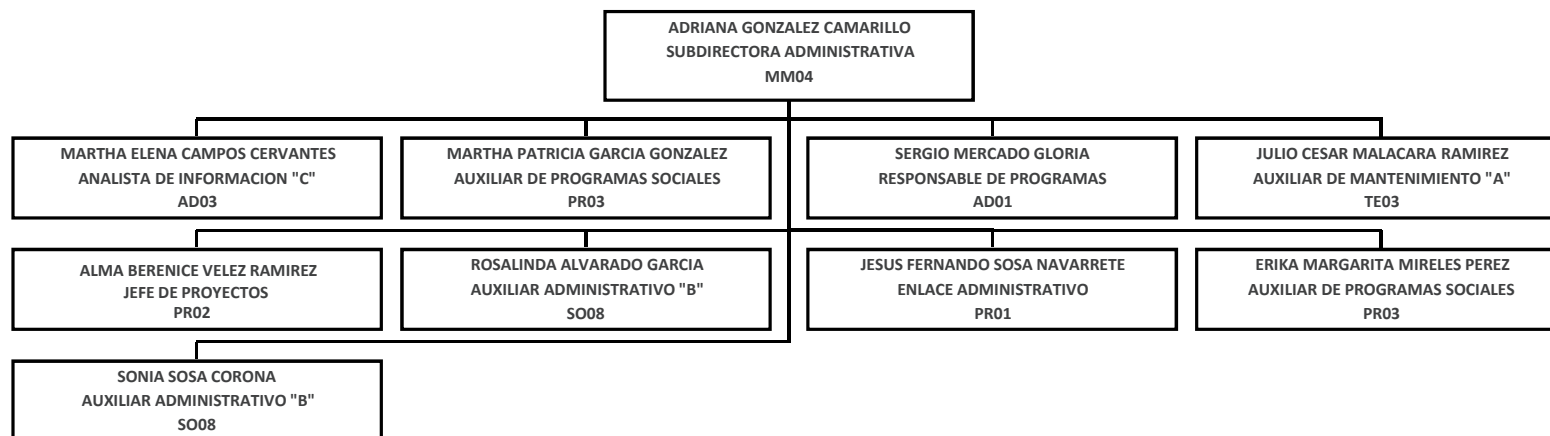 ADRIANA GONZALEZ CAMARILLO
SUBDIRECTORA ADMINISTRATIVA
MM04
MARTHA ELENA CAMPOS CERVANTES
ANALISTA DE INFORMACION "C"
AD03
MARTHA PATRICIA GARCIA GONZALEZ
AUXILIAR DE PROGRAMAS SOCIALES
PR03
SERGIO MERCADO GLORIA
RESPONSABLE DE PROGRAMAS
AD01
JULIO CESAR MALACARA RAMIREZ
AUXILIAR DE MANTENIMIENTO "A"
TE03
ALMA BERENICE VELEZ RAMIREZ
JEFE DE PROYECTOS
PR02
ROSALINDA ALVARADO GARCIA
AUXILIAR ADMINISTRATIVO "B"
SO08
JESUS FERNANDO SOSA NAVARRETE
ENLACE ADMINISTRATIVO
PR01
ERIKA MARGARITA MIRELES PEREZ
AUXILIAR DE PROGRAMAS SOCIALES
PR03
SONIA SOSA CORONA
AUXILIAR ADMINISTRATIVO "B"
SO08